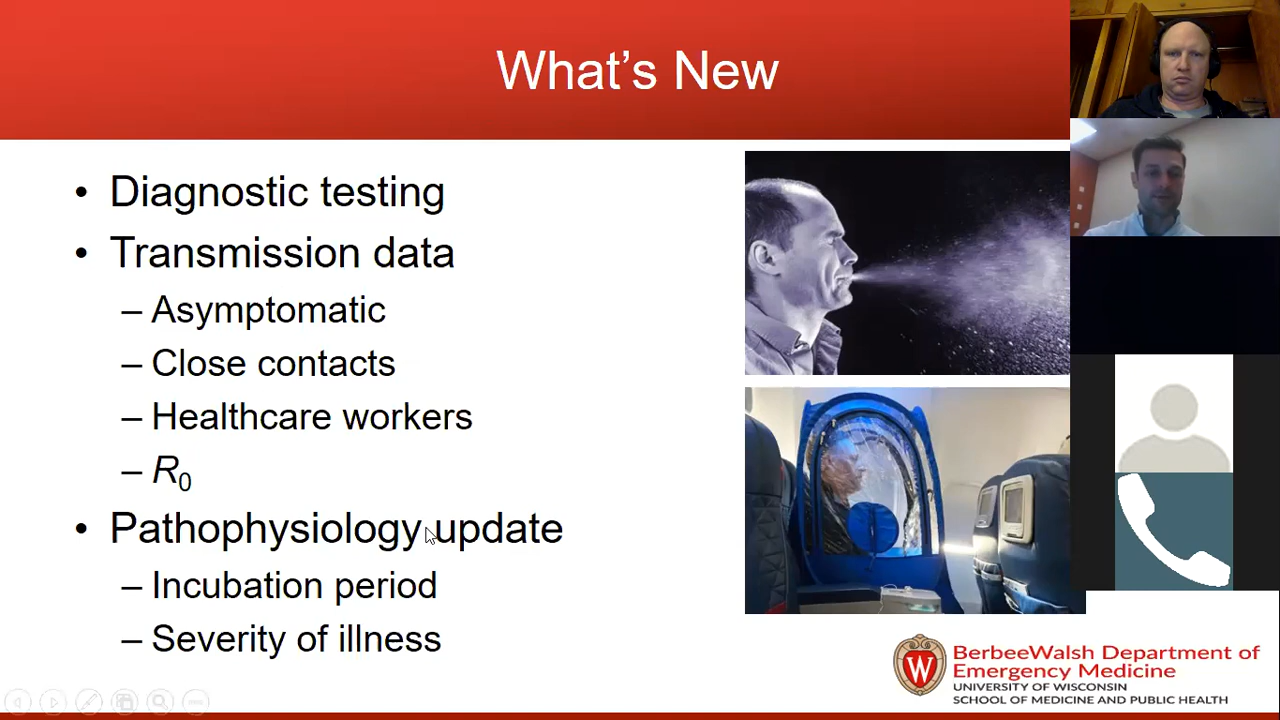 What's New
• Diagnostic testing
• Transmission data
– Asymptomatic
– Close contacts
– Healthcare workers
– R₀
• Pathophysiology update
– Incubation period
– Severity of illness
W
BerbeeWalsh Department of
Emergency Medicine
UNIVERSITY OF WISCONSIN
SCHOOL OF MEDICINE AND PUBLIC HEALTH